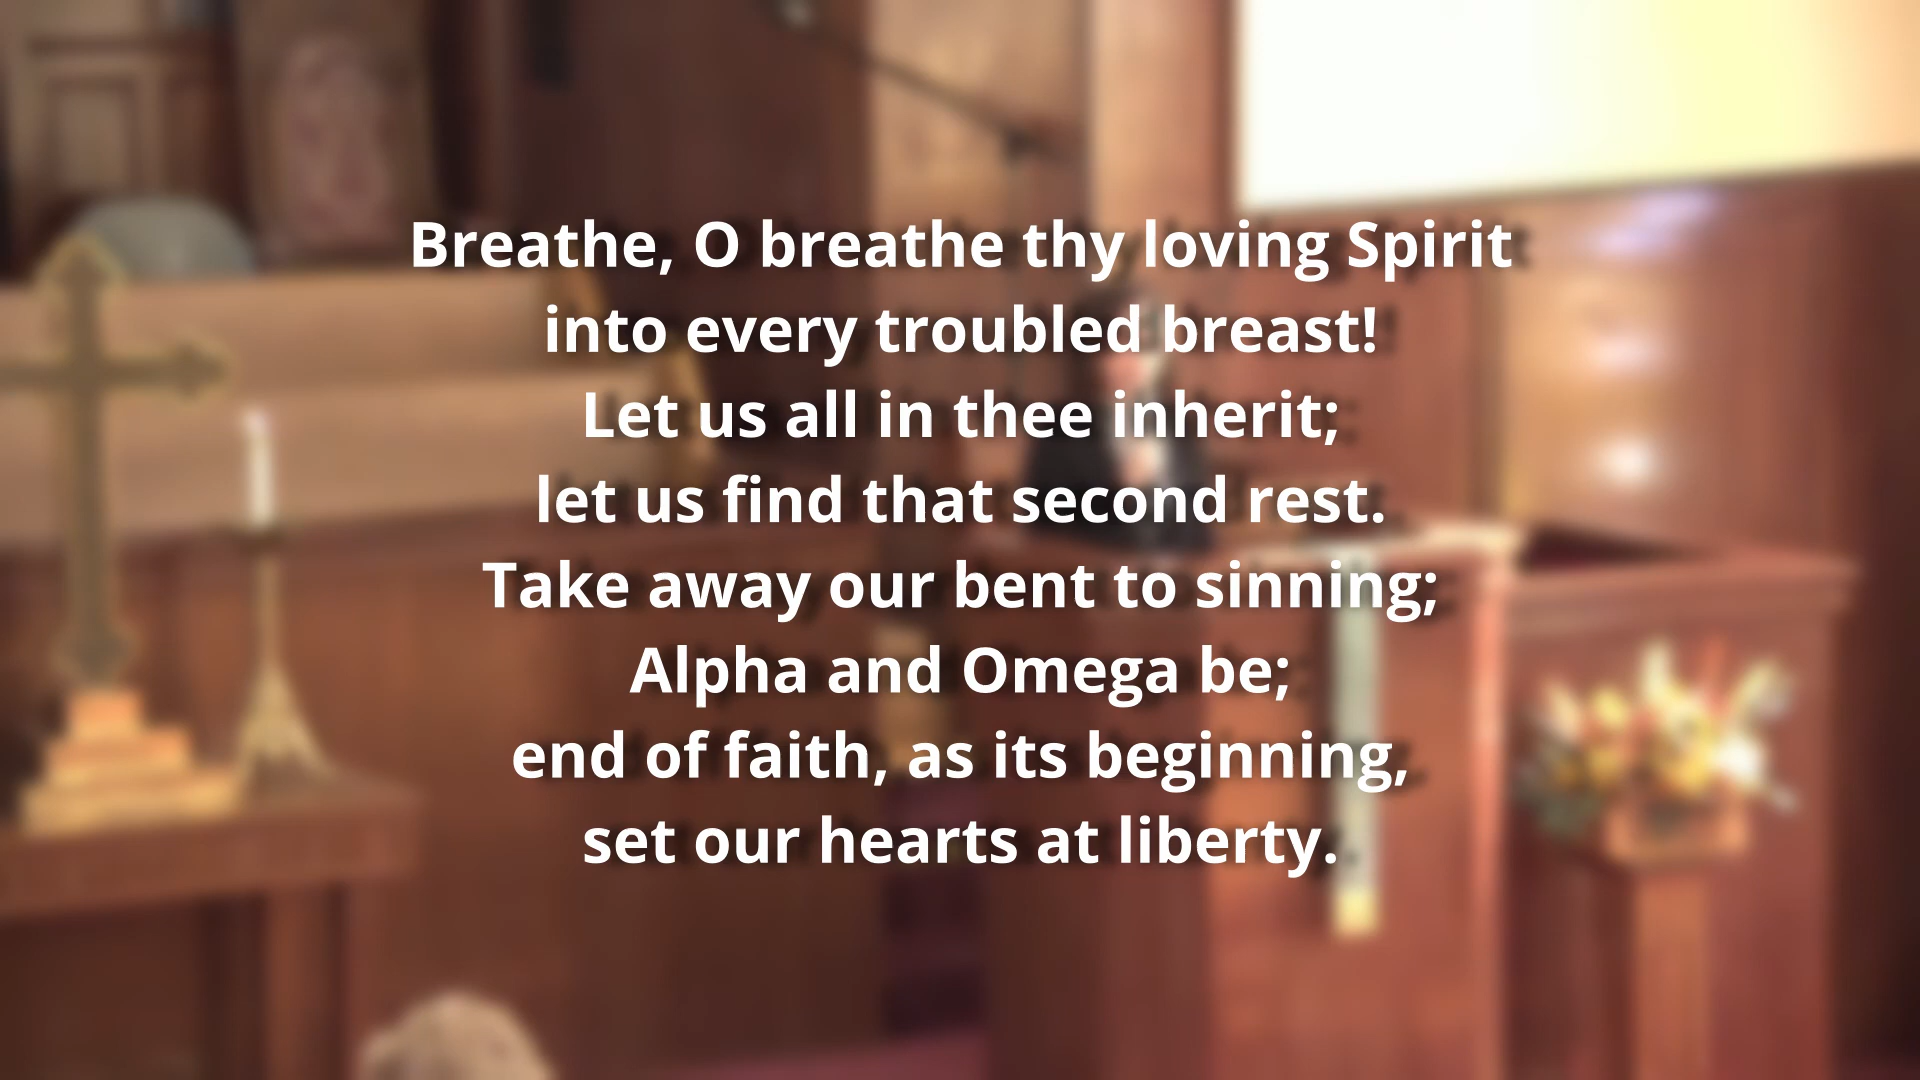 Breathe, O breathe thy loving Spirit
into every troubled breast!
Let us all in thee inherit;
let us find that second rest.
Take away our bent to sinning;
Alpha and Omega be;
end of faith, as its beginning,
set our hearts at liberty.